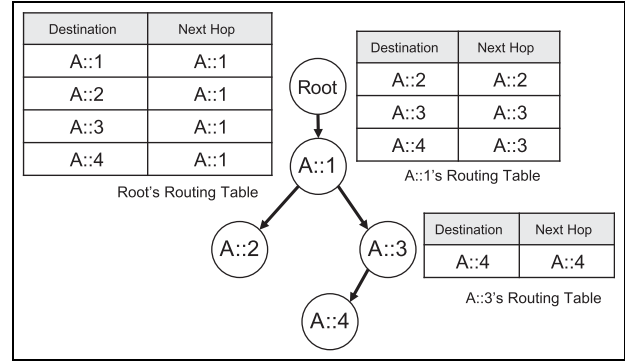 Destination Next Hop
A::1 A::1
A::2 A::1
A::3 A::1
A::4 A::1
Root's Routing Table
Destination Next Hop
A::2 A::2
A::3 A::3
A::4 A::3
A::1's Routing Table
Root
A::1
A::2
A::3
A::4
Destination Next Hop
A::4 A::4
A::3's Routing Table